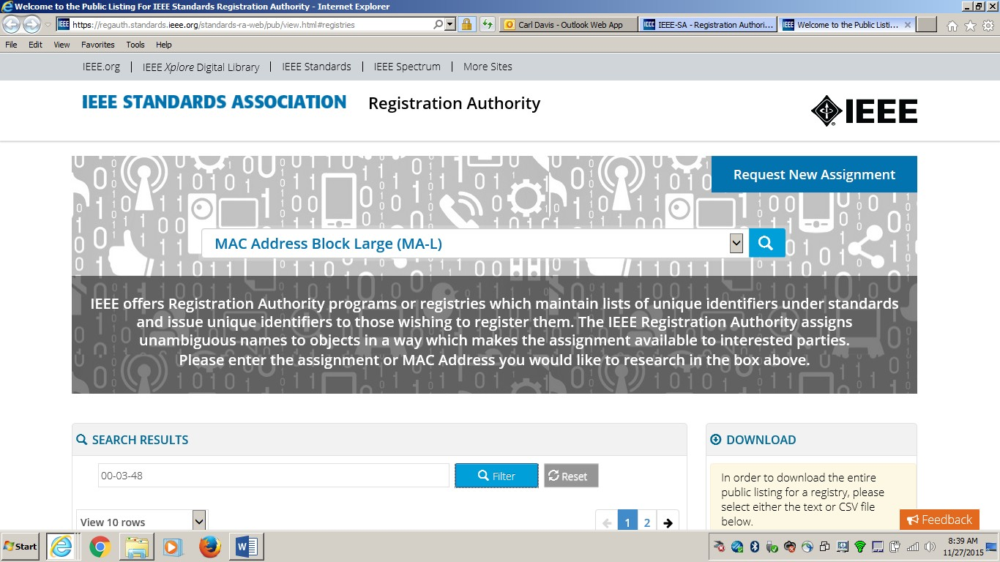 Welcome to the Public Listing For IEEE Standards Registration Authority - Internet Explorer
IEEE https://regauth.standards.ieee.org/standards-ra-web/pub/view.html#registries
Carl Davis - Outlook Web App
IEEE IEEE-SA - Registration Authori...
IEEE Welcome to the Public Listi...
File Edit View Favorites Tools Help
IEEE.org | IEEE Xplore Digital Library | IEEE Standards | IEEE Spectrum | More Sites
IEEE STANDARDS ASSOCIATION Registration Authority
IEEE
Request New Assignment
MAC Address Block Large (MA-L)
IEEE offers Registration Authority programs or registries which maintain lists of unique identifiers under standards
and issue unique identifiers to those wishing to register them. The IEEE Registration Authority assigns
unambiguous names to objects in a way which makes the assignment available to interested parties.
Please enter the assignment or MAC Address you would like to research in the box above.
SEARCH RESULTS
00-03-48 Filter Reset
View 10 rows
1 2
DOWNLOAD
In order to download the entire
public listing for a registry, please
select either the text or CSV file
below.
Feedback
Start
8:39 AM
11/27/2015